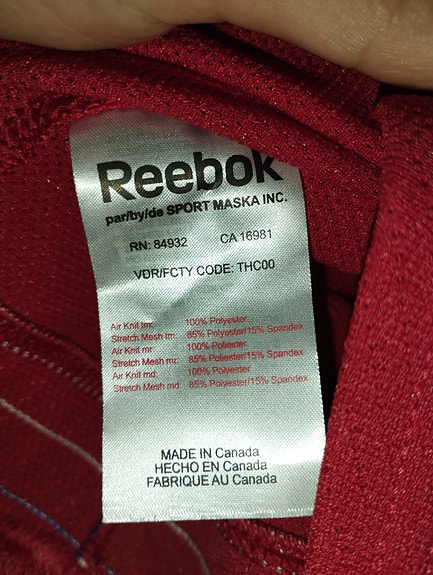 Reebok
par/by/de SPORT MASKA INC.
RN: 84932 CA 16981
VDR/FCTY CODE: THC00
Air Knit tm: 100% Polyester
Stretch Mesh tm: 85% Polyester/15% Spandex
Air Knit mr: 100% Poliester
Stretch Mesh mr: 85% Polyester/15% Spandex
Air Knit md: 100% Polyester
Stretch Mesh md: 85% Polyester/15% Spandex
MADE IN Canada
HECHO EN Canada
FABRIQUE AU Canada